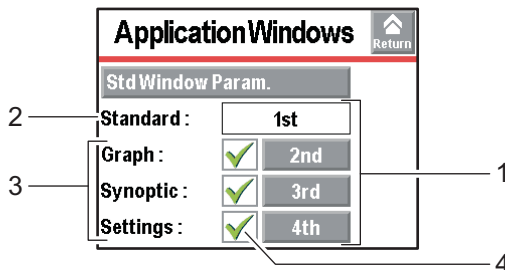 Application Windows
Return
Std Window Param.
2
Standard : 1st
Graph : 2nd
3
1
Synoptic : 3rd
Settings : 4th
4